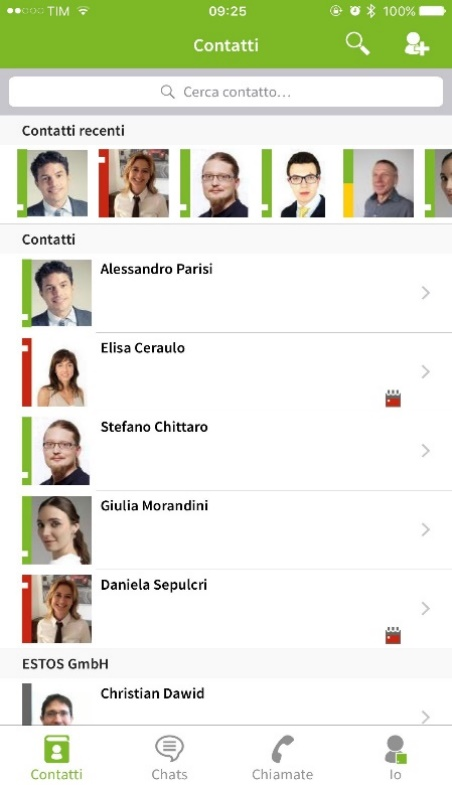 TIM 09:25 100%
Contatti
Cerca contatto...
Contatti recenti
Contatti
Alessandro Parisi
Elisa Ceraulo
Stefano Chittaro
Giulia Morandini
Daniela Sepulcri
ESTOS GmbH
Christian Dawid
Contatti Chats Chiamate Io